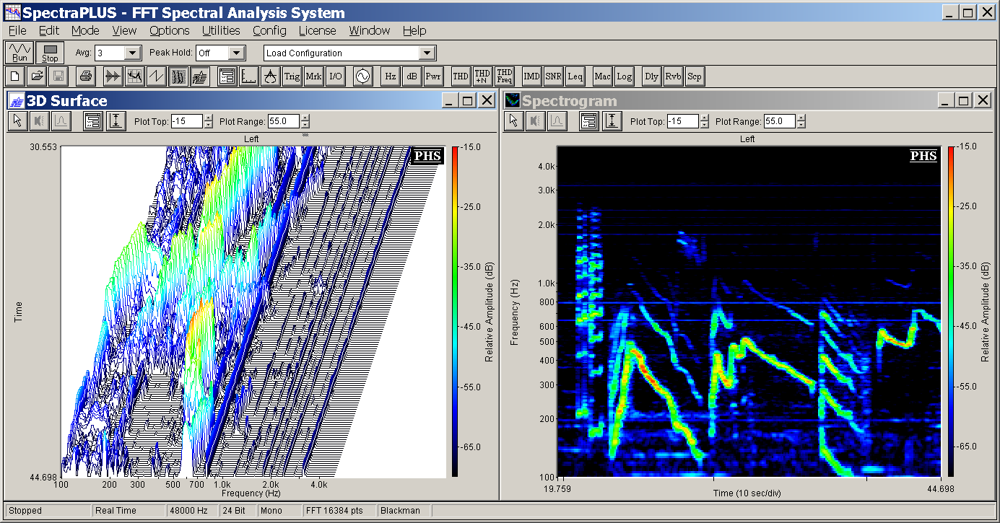 SpectraPLUS - FFT Spectral Analysis System
File Edit Mode View Options Utilities Config License Window Help
Run Stop Avg: 3 Peak Hold: Off Load Configuration
Trig Mrk I/O Hz dB Pwr THD THD +N THD Freq IMD SNR Leq Mac Log Dly Rvb Scp
3D Surface
Plot Top: -15 Plot Range: 55.0
Left
30.553
PHS
-15.0
-25.0
-35.0
-45.0
-55.0
-65.0
Relative Amplitude (dB)
Time
44.698
100 200 300 500 700 1.0k 2.0k 4.0k
Frequency (Hz)
Spectrogram
Plot Top: -15 Plot Range: 55.0
Left
PHS
4.0k
3.0k
2.0k
1.0k
800
600
500
400
300
200
100
Frequency (Hz)
-15.0
-25.0
-35.0
-45.0
-55.0
-65.0
Relative Amplitude (dB)
19.759 44.698
Time (10 sec/div)
Stopped Real Time 48000 Hz 24 Bit Mono FFT 16384 pts Blackman